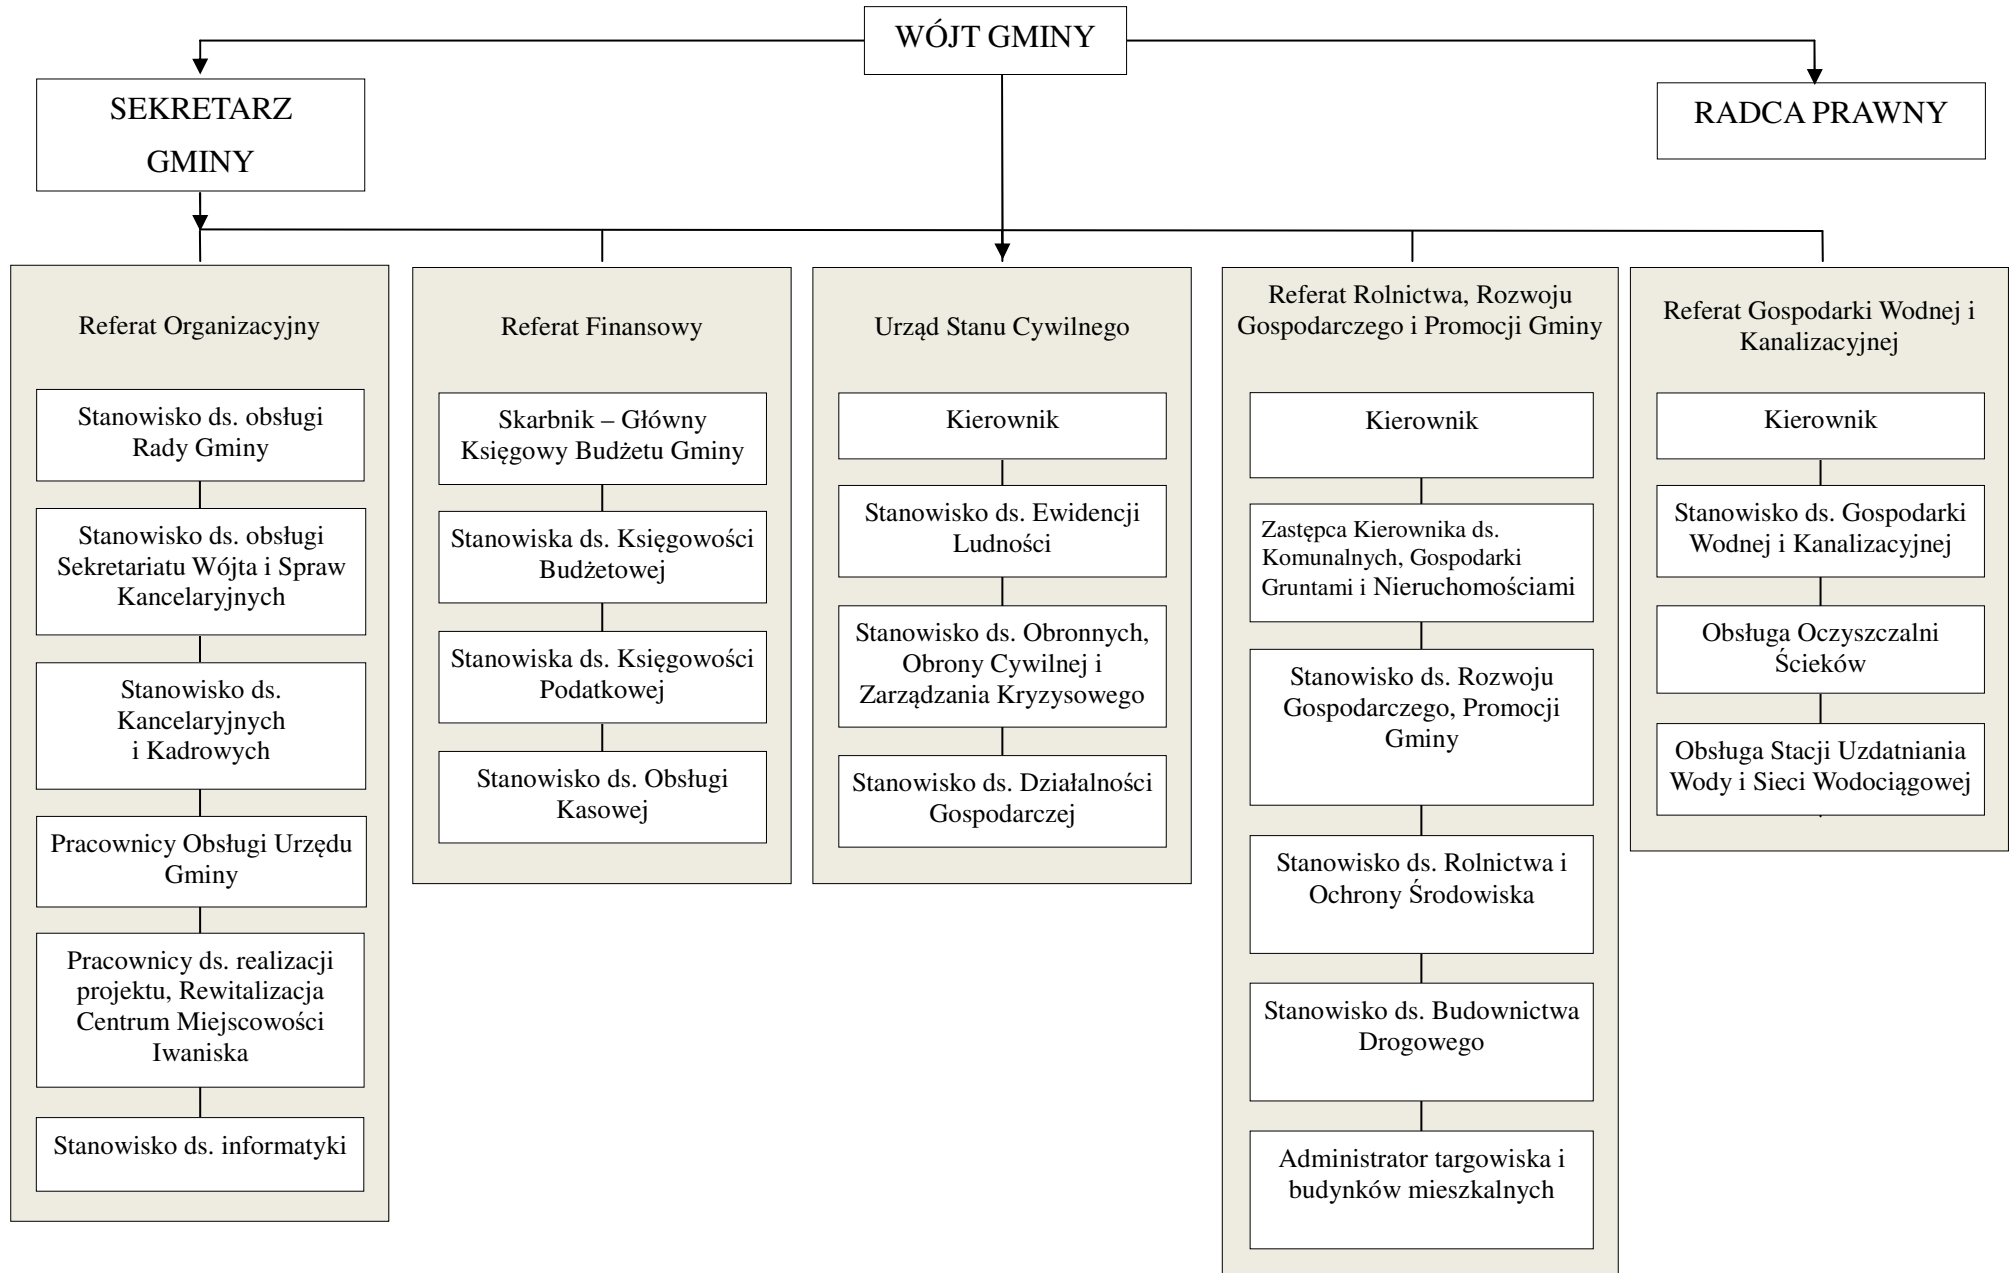 WÓJT GMINY
SEKRETARZ
GMINY
RADCA PRAWNY
Referat Organizacyjny
Stanowisko ds. obsługi
Rady Gminy
Stanowisko ds. obsługi
Sekretariatu Wójta i Spraw
Kancelaryjnych
Stanowisko ds.
Kancelaryjnych
i Kadrowych
Pracownicy Obsługi Urzędu
Gminy
Pracownicy ds. realizacji
projektu, Rewitalizacja
Centrum Miejscowości
Iwaniska
Stanowisko ds. informatyki
Referat Finansowy
Skarbnik – Główny
Księgowy Budżetu Gminy
Stanowiska ds. Księgowości
Budżetowej
Stanowiska ds. Księgowości
Podatkowej
Stanowisko ds. Obsługi
Kasowej
Urząd Stanu Cywilnego
Kierownik
Stanowisko ds. Ewidencji
Ludności
Stanowisko ds. Obronnych,
Obrony Cywilnej i
Zarządzania Kryzysowego
Stanowisko ds. Działalności
Gospodarczej
Referat Rolnictwa, Rozwoju
Gospodarczego i Promocji Gminy
Kierownik
Zastępca Kierownika ds.
Komunalnych, Gospodarki
Gruntami i Nieruchomościami
Stanowisko ds. Rozwoju
Gospodarczego, Promocji
Gminy
Stanowisko ds. Rolnictwa i
Ochrony Środowiska
Stanowisko ds. Budownictwa
Drogowego
Administrator targowiska i
budynków mieszkalnych
Referat Gospodarki Wodnej i
Kanalizacyjnej
Kierownik
Stanowisko ds. Gospodarki
Wodnej i Kanalizacyjnej
Obsługa Oczyszczalni
Ścieków
Obsługa Stacji Uzdatniania
Wody i Sieci Wodociągowej